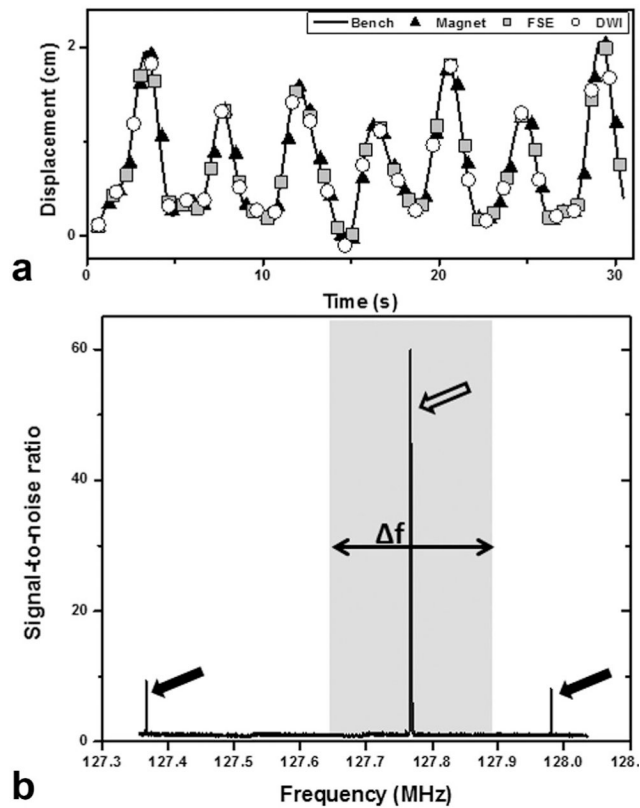 Bench Magnet FSE DWI
2
0
Displacement (cm)
0 10 20 30
Time (s)
a
60
40
20
0
Signal-to-noise ratio
Δf
127.3 127.4 127.5 127.6 127.7 127.8 127.9 128.0 128.
Frequency (MHz)
b